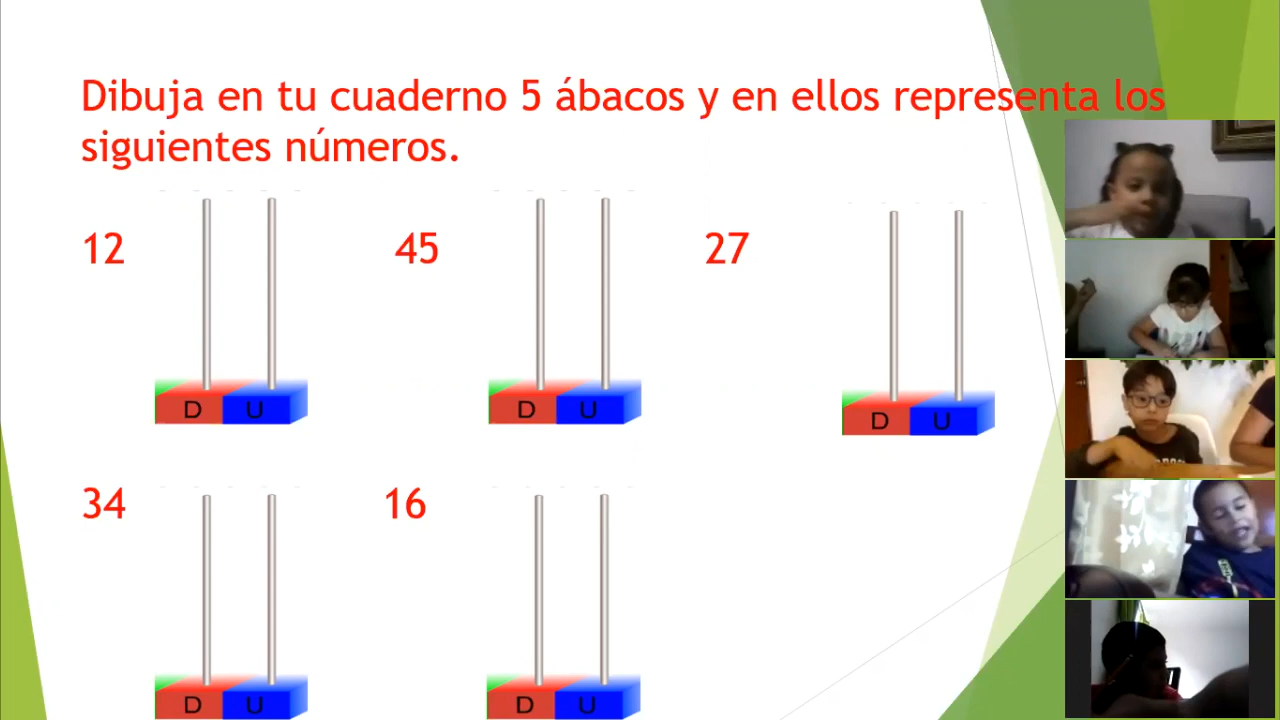 Dibuja en tu cuaderno 5 ábacos y en ellos representa los
siguientes números.
12 45 27
D U D U D U
34 16
D U D U